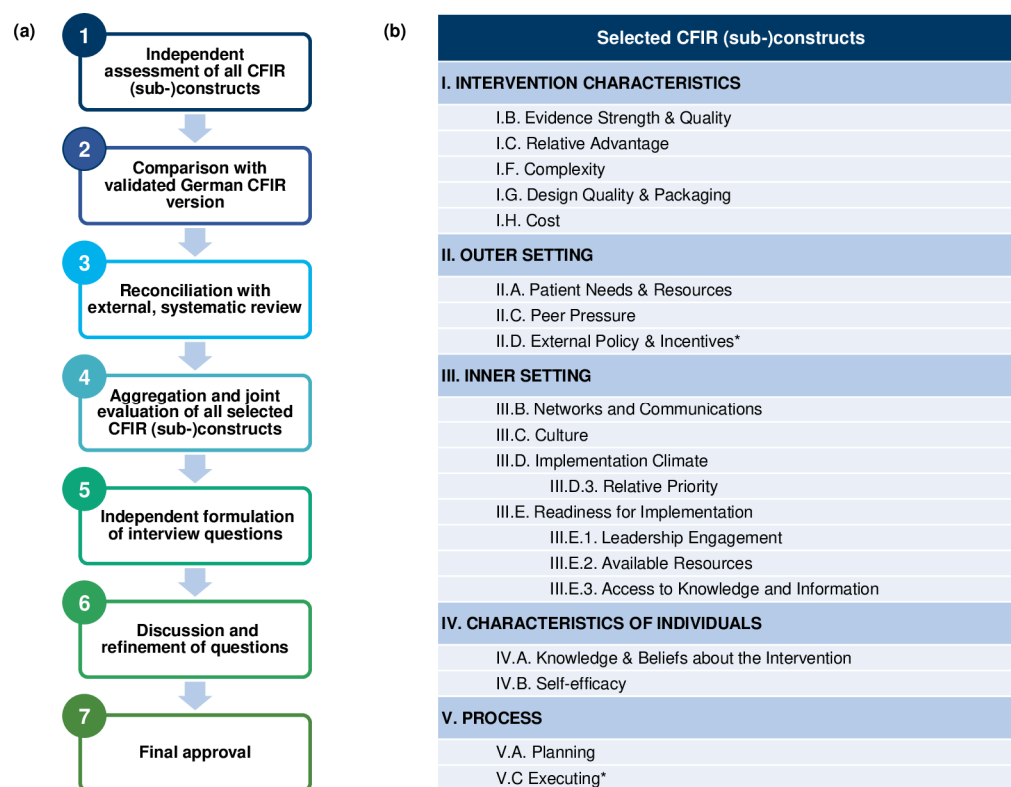 (a)
1
Independent
assessment of all CFIR
(sub-)constructs
2
Comparison with
validated German CFIR
version
3
Reconciliation with
external, systematic review
4
Aggregation and joint
evaluation of all selected
CFIR (sub-)constructs
5
Independent formulation
of interview questions
6
Discussion and
refinement of questions
7
Final approval
(b)
Selected CFIR (sub-)constructs
I. INTERVENTION CHARACTERISTICS
I.B. Evidence Strength & Quality
I.C. Relative Advantage
I.F. Complexity
I.G. Design Quality & Packaging
I.H. Cost
II. OUTER SETTING
II.A. Patient Needs & Resources
II.C. Peer Pressure
II.D. External Policy & Incentives*
III. INNER SETTING
III.B. Networks and Communications
III.C. Culture
III.D. Implementation Climate
III.D.3. Relative Priority
III.E. Readiness for Implementation
III.E.1. Leadership Engagement
III.E.2. Available Resources
III.E.3. Access to Knowledge and Information
IV. CHARACTERISTICS OF INDIVIDUALS
IV.A. Knowledge & Beliefs about the Intervention
IV.B. Self-efficacy
V. PROCESS
V.A. Planning
V.C Executing*